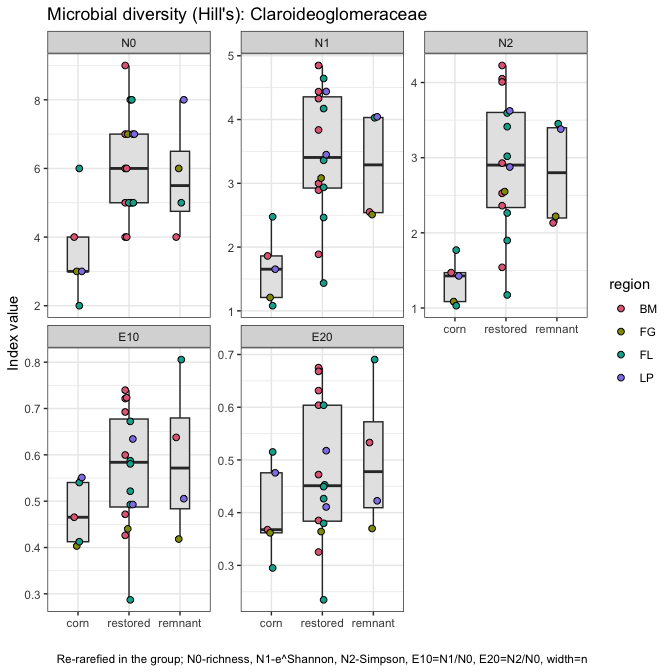 Microbial diversity (Hill's): Claroideoglomeraceae
N0
N1
N2
8
6
4
2
5
4
3
2
1
4
3
2
1
corn restored remnant
Index value
region
BM
FG
FL
LP
E10
E20
0.8
0.7
0.6
0.5
0.4
0.3
0.7
0.6
0.5
0.4
0.3
corn restored remnant
corn restored remnant
Re-rarefied in the group; N0-richness, N1-e^Shannon, N2-Simpson, E10=N1/N0, E20=N2/N0, width=n